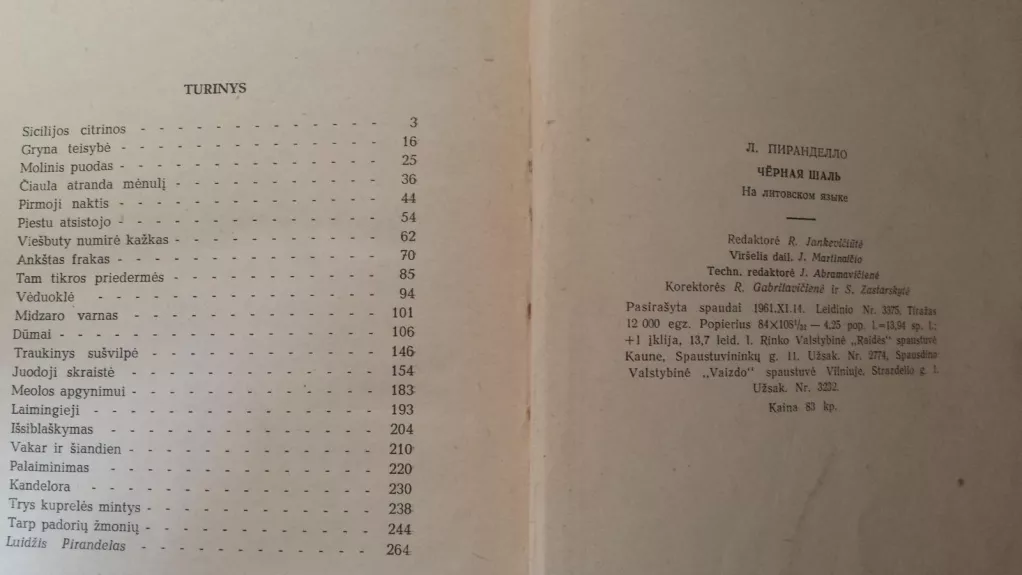 TURINYS
Sicilijos citrinos - - - - - - - - - - - - - 3
Gryna teisybė - - - - - - - - - - - - - 16
Molinis puodas - - - - - - - - - - - - - 25
Čiaula atranda mėnulį - - - - - - - - - - 36
Pirmoji naktis - - - - - - - - - - - - - 44
Piestu atsistojo - - - - - - - - - - - - - 54
Viešbuty numirė kažkas - - - - - - - - - - 62
Ankštas frakas - - - - - - - - - - - - - 70
Tam tikros priedermės - - - - - - - - - - 85
Vėduoklė - - - - - - - - - - - - - 94
Midzaro varnas - - - - - - - - - - - - 101
Dūmai - - - - - - - - - - - - - - - 106
Traukinys sušvilpė - - - - - - - - - - - 146
Juodoji skraistė - - - - - - - - - - - - 154
Meolos apgynimui - - - - - - - - - - - 183
Laimingieji - - - - - - - - - - - - - 193
Išsiblaškymas - - - - - - - - - - - - 204
Vakar ir šiandien - - - - - - - - - - - - 210
Palaiminimas - - - - - - - - - - - - 220
Kandelora - - - - - - - - - - - - - 230
Trys kuprelės mintys - - - - - - - - - - - 238
Tarp padorių žmonių - - - - - - - - - - - 244
Luidžis Pirandelas - - - - - - - - - - - 264
Л. ПИРАНДЕЛЛО
ЧЁРНАЯ ШАЛЬ
На литовском языке
Redaktorė R. Jankevičiūtė
Viršelis dail. J. Martinaičio
Techn. redaktorė J. Abramavičienė
Korektorės R. Gabrilavičienė ir S. Zastarskytė
Pasirašyta spaudai 1961.XI.14. Leidinio Nr. 3375. Tiražas
12 000 egz. Popierius 84×108¹/₃₂ — 4,25 pop. l.=13,94 sp. l.;
+1 įklija, 13,7 leid. l. Rinko Valstybinė „Raidės“ spaustuvė
Kaune, Spaustuvininkų g. 11. Užsak. Nr. 2774, Spausdino
Valstybinė „Vaizdo“ spaustuvė Vilniuje, Strazdelio g. 1.
Užsak. Nr. 3232.
Kaina 83 kp.